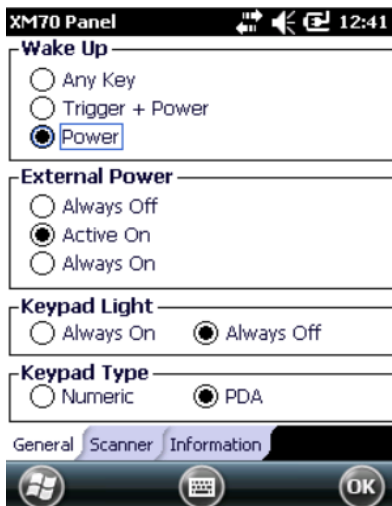 XM70 Panel 12:41
Wake Up
Any Key
Trigger + Power
Power
External Power
Always Off
Active On
Always On
Keypad Light
Always On Always Off
Keypad Type
Numeric PDA
General Scanner Information
OK